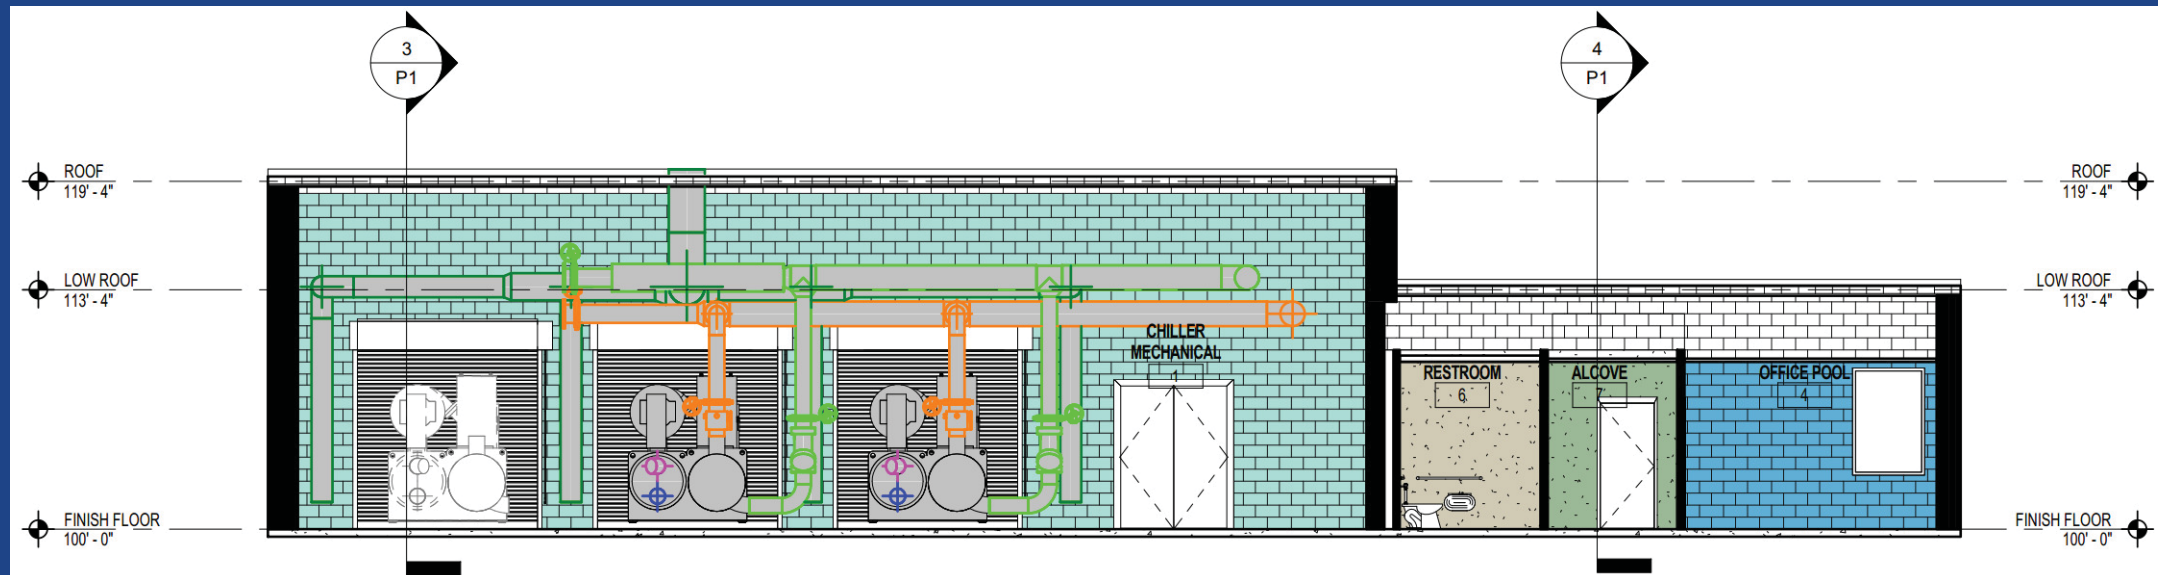 3
P1
4
P1
ROOF
119' - 4"
ROOF
119' - 4"
LOW ROOF
113' - 4"
LOW ROOF
113' - 4"
CHILLER
MECHANICAL
1
RESTROOM
6
ALCOVE
7
OFFICE POOL
4
FINISH FLOOR
100' - 0"
FINISH FLOOR
100' - 0"